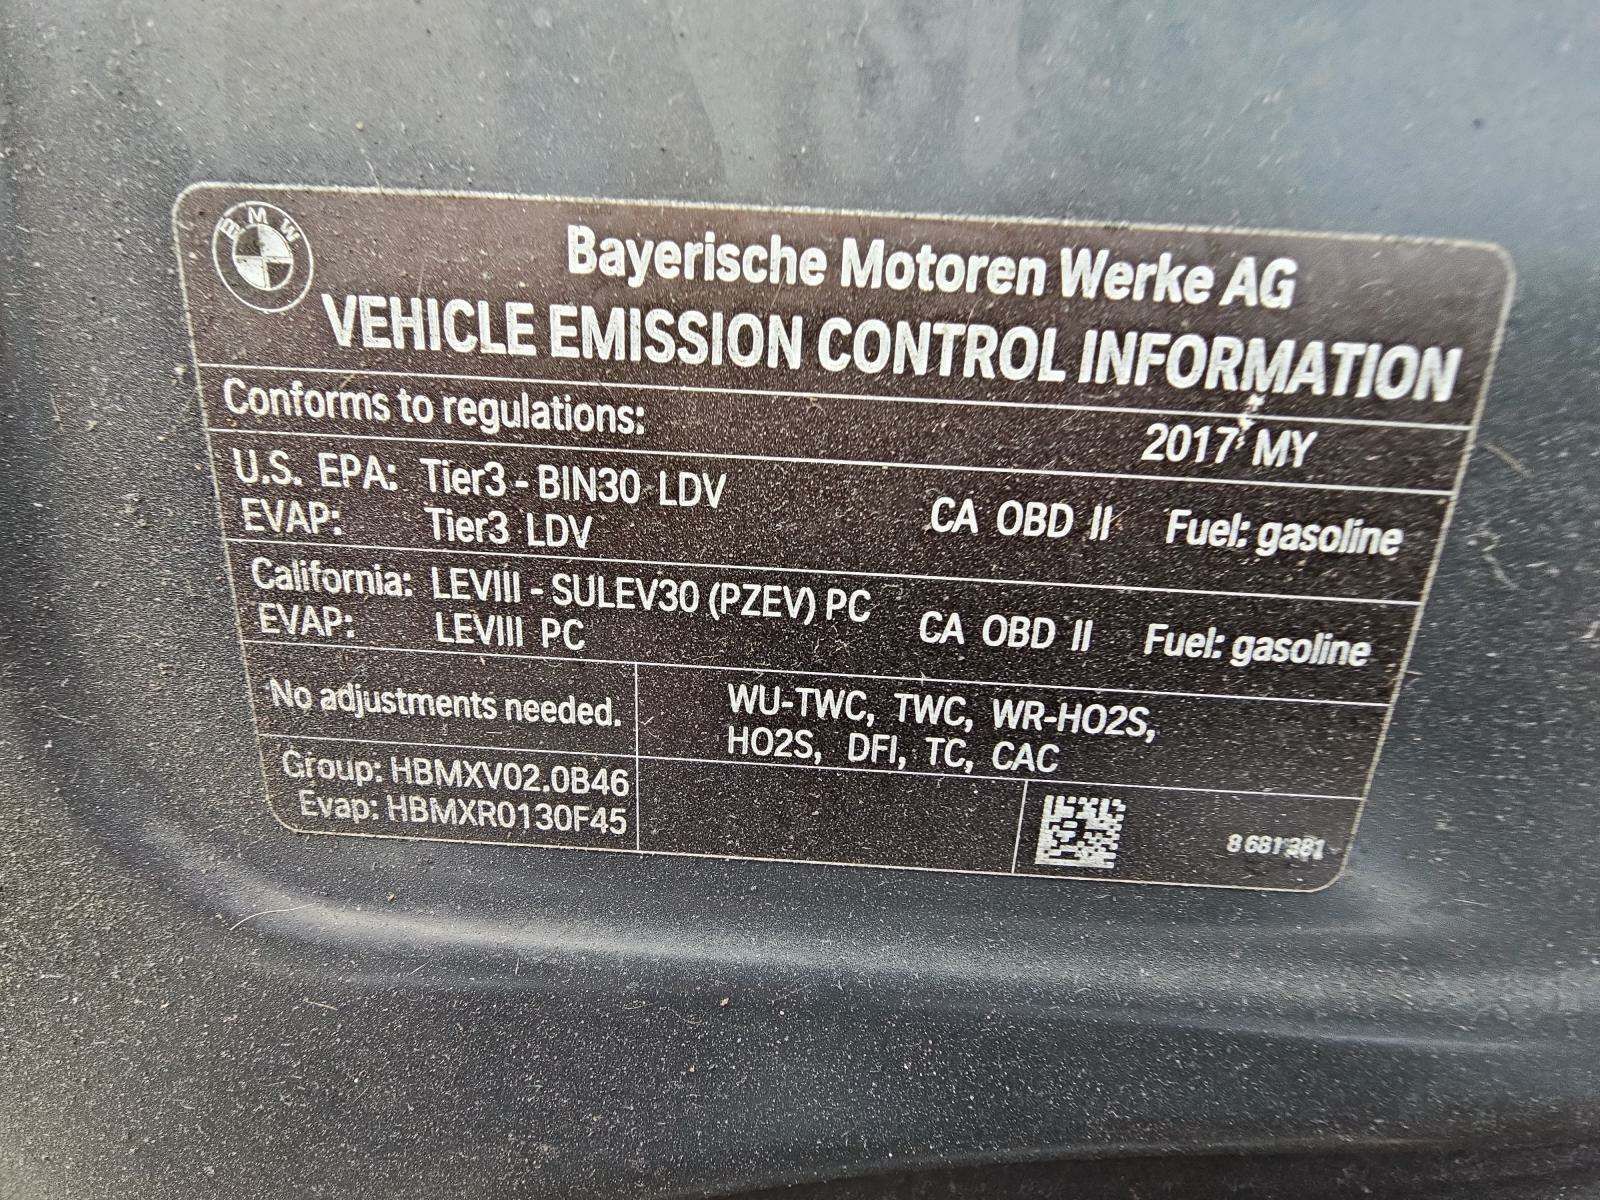 BMW
Bayerische Motoren Werke AG
VEHICLE EMISSION CONTROL INFORMATION
Conforms to regulations: 2017 MY
U.S. EPA: Tier3 - BIN30 LDV
EVAP: Tier3 LDV CA OBD II Fuel: gasoline
California: LEVIII - SULEV30 (PZEV) PC
EVAP: LEVIII PC CA OBD II Fuel: gasoline
No adjustments needed. WU-TWC, TWC, WR-HO2S,
HO2S, DFI, TC, CAC
Group: HBMXV02.0B46
Evap: HBMXR0130F45
8 681